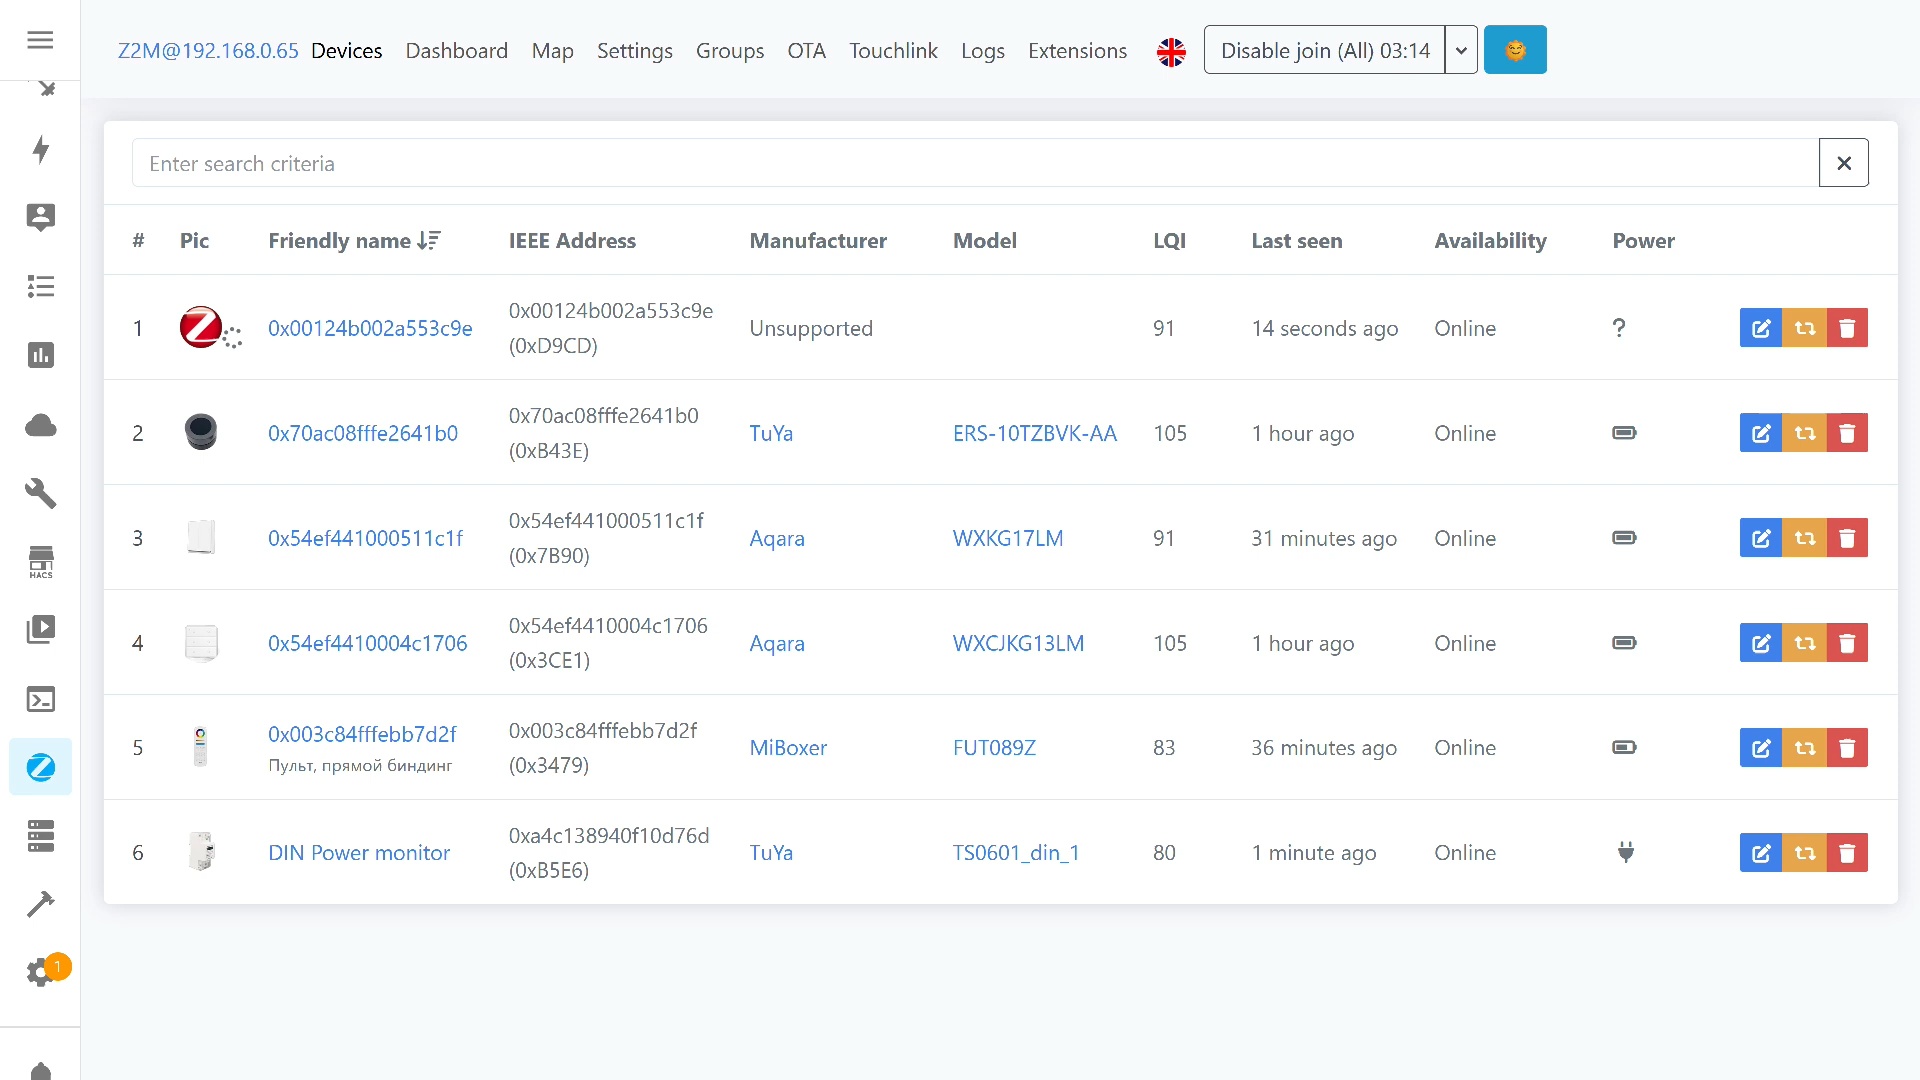 Z2M@192.168.0.65 Devices Dashboard Map Settings Groups OTA Touchlink Logs Extensions Disable join (All) 03:14
Enter search criteria
# Pic Friendly name IEEE Address Manufacturer Model LQI Last seen Availability Power
1 0x00124b002a553c9e 0x00124b002a553c9e (0xD9CD) Unsupported 91 14 seconds ago Online ?
2 0x70ac08fffe2641b0 0x70ac08fffe2641b0 (0xB43E) TuYa ERS-10TZBVK-AA 105 1 hour ago Online
3 0x54ef441000511c1f 0x54ef441000511c1f (0x7B90) Aqara WXKG17LM 91 31 minutes ago Online
4 0x54ef4410004c1706 0x54ef4410004c1706 (0x3CE1) Aqara WXCJKG13LM 105 1 hour ago Online
5 0x003c84fffebb7d2f Пульт, прямой биндинг 0x003c84fffebb7d2f (0x3479) MiBoxer FUT089Z 83 36 minutes ago Online
6 DIN Power monitor 0xa4c138940f10d76d (0xB5E6) TuYa TS0601_din_1 80 1 minute ago Online
HACS
1